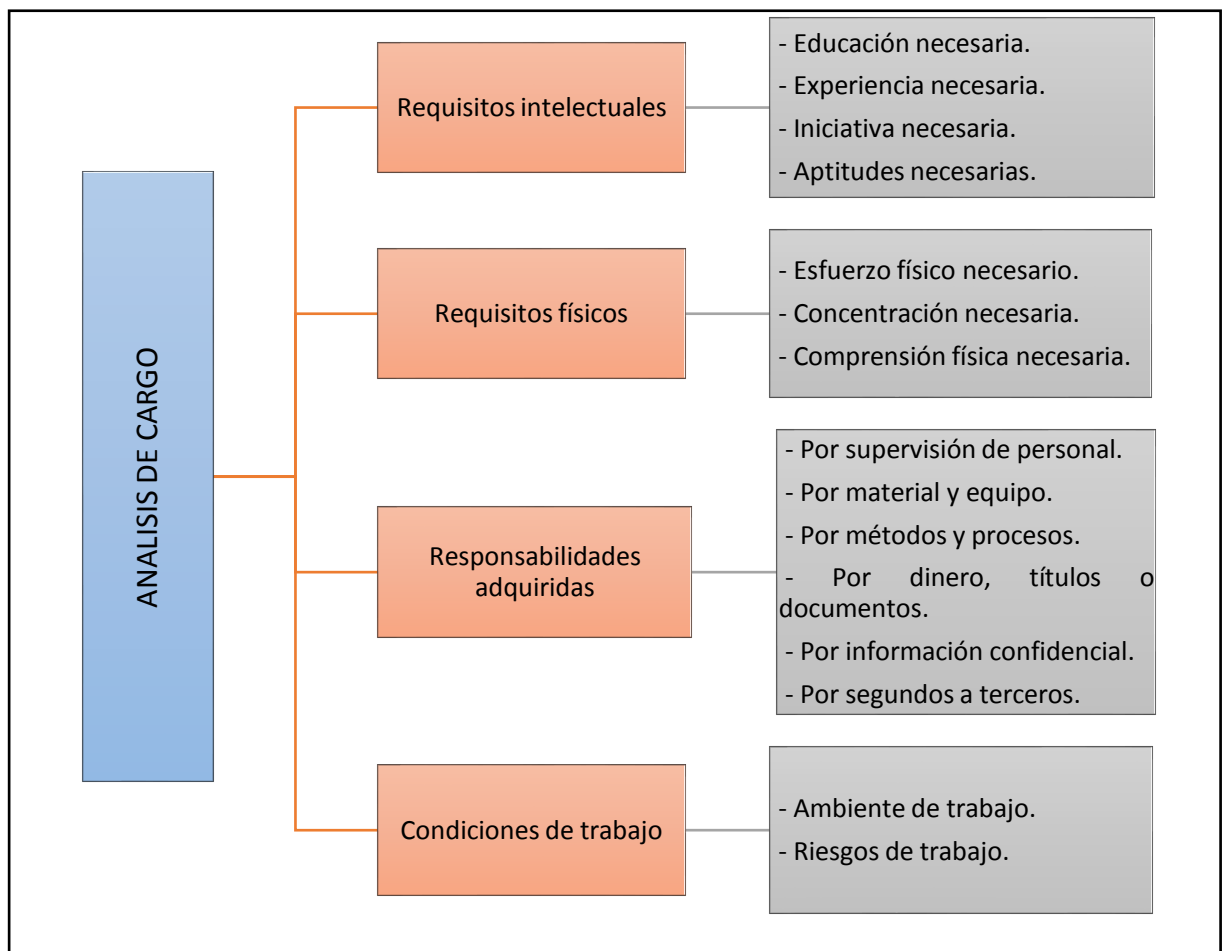 ANALISIS DE CARGO
Requisitos intelectuales
- Educación necesaria.
- Experiencia necesaria.
- Iniciativa necesaria.
- Aptitudes necesarias.
Requisitos físicos
- Esfuerzo físico necesario.
- Concentración necesaria.
- Comprensión física necesaria.
Responsabilidades
adquiridas
- Por supervisión de personal.
- Por material y equipo.
- Por métodos y procesos.
- Por dinero, títulos o
documentos.
- Por información confidencial.
- Por segundos a terceros.
Condiciones de trabajo
- Ambiente de trabajo.
- Riesgos de trabajo.